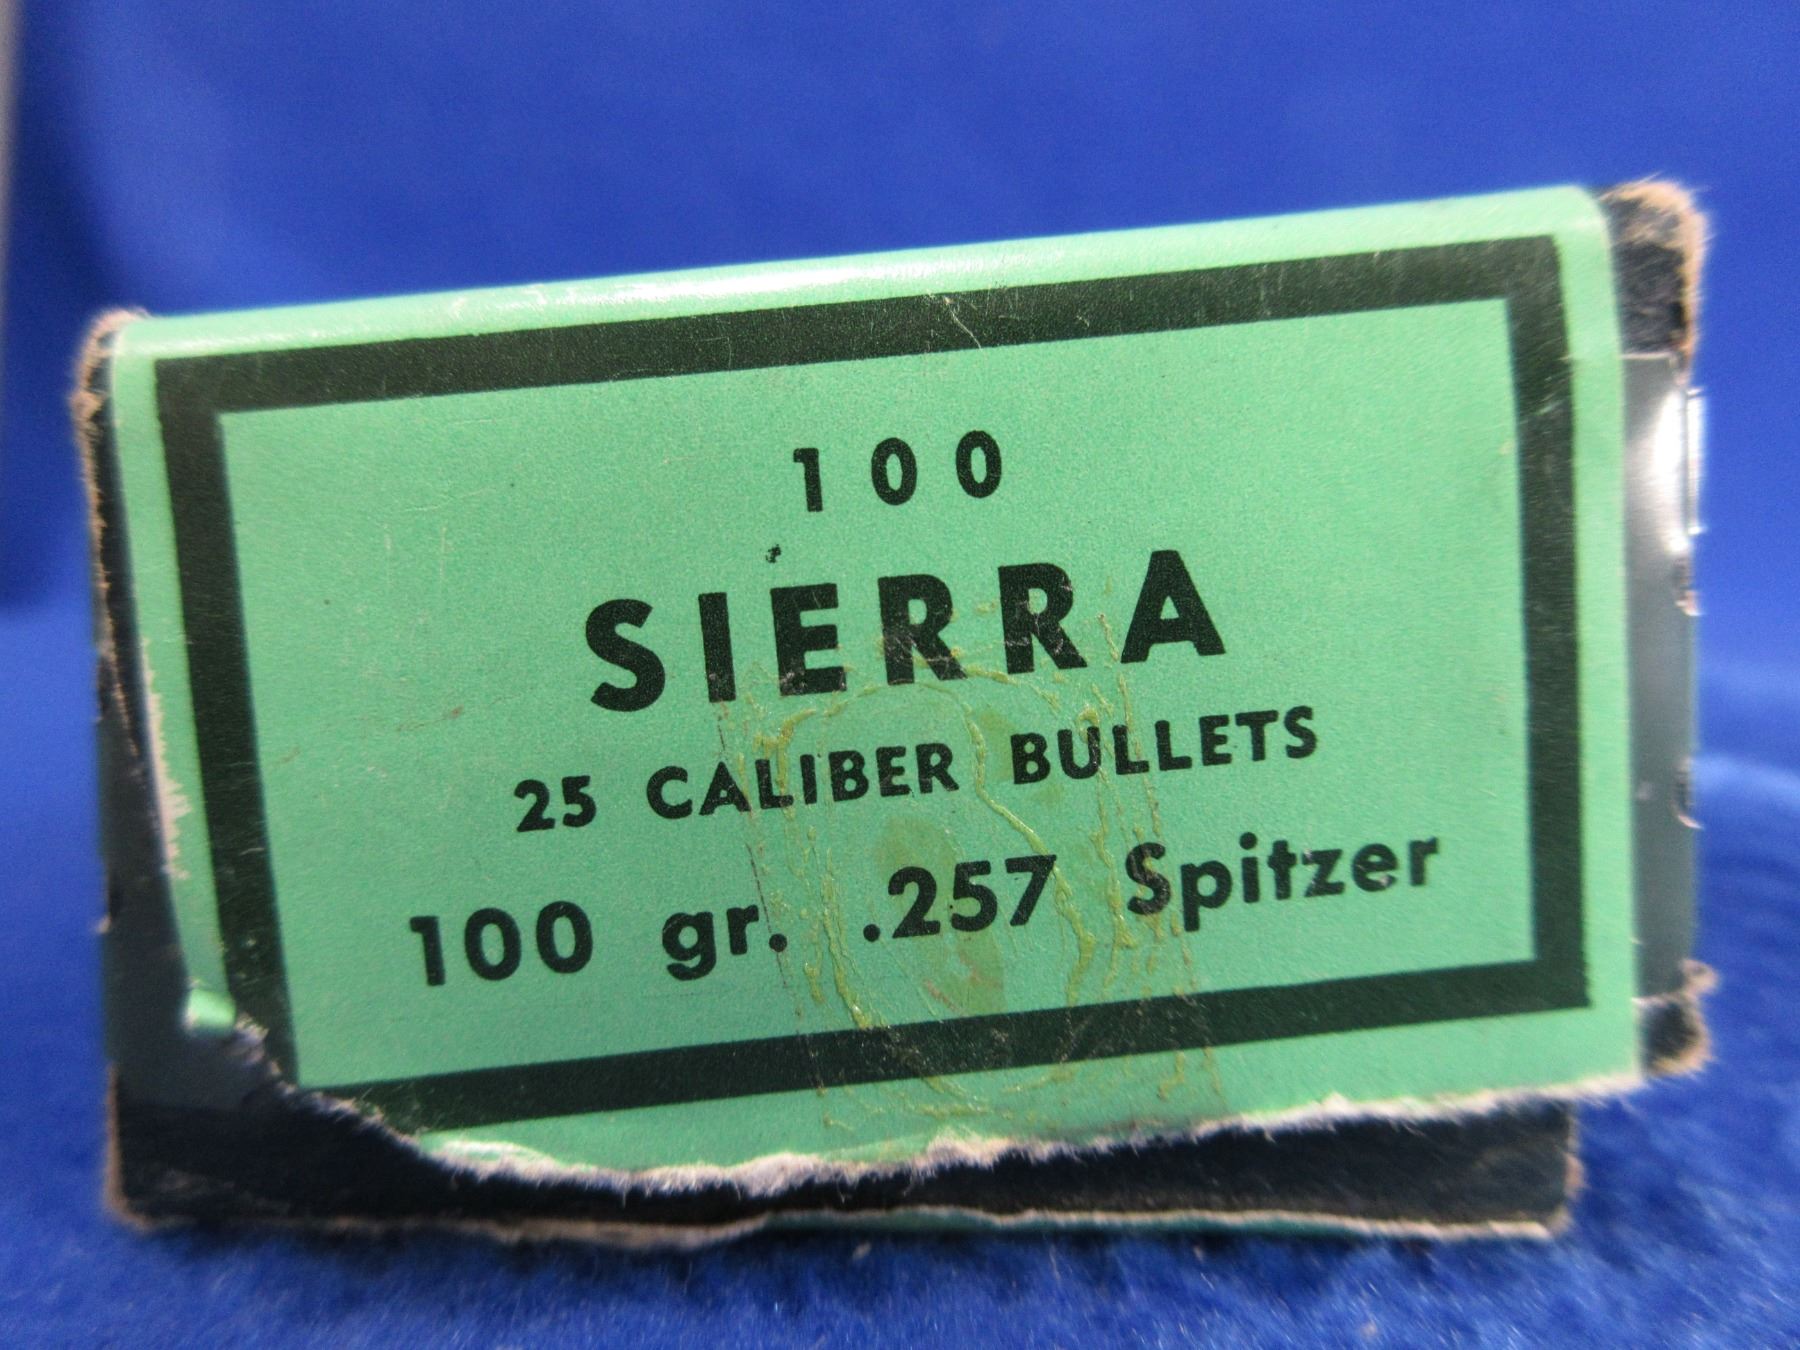 100
SIERRA
25 CALIBER BULLETS
100 gr. .257 Spitzer